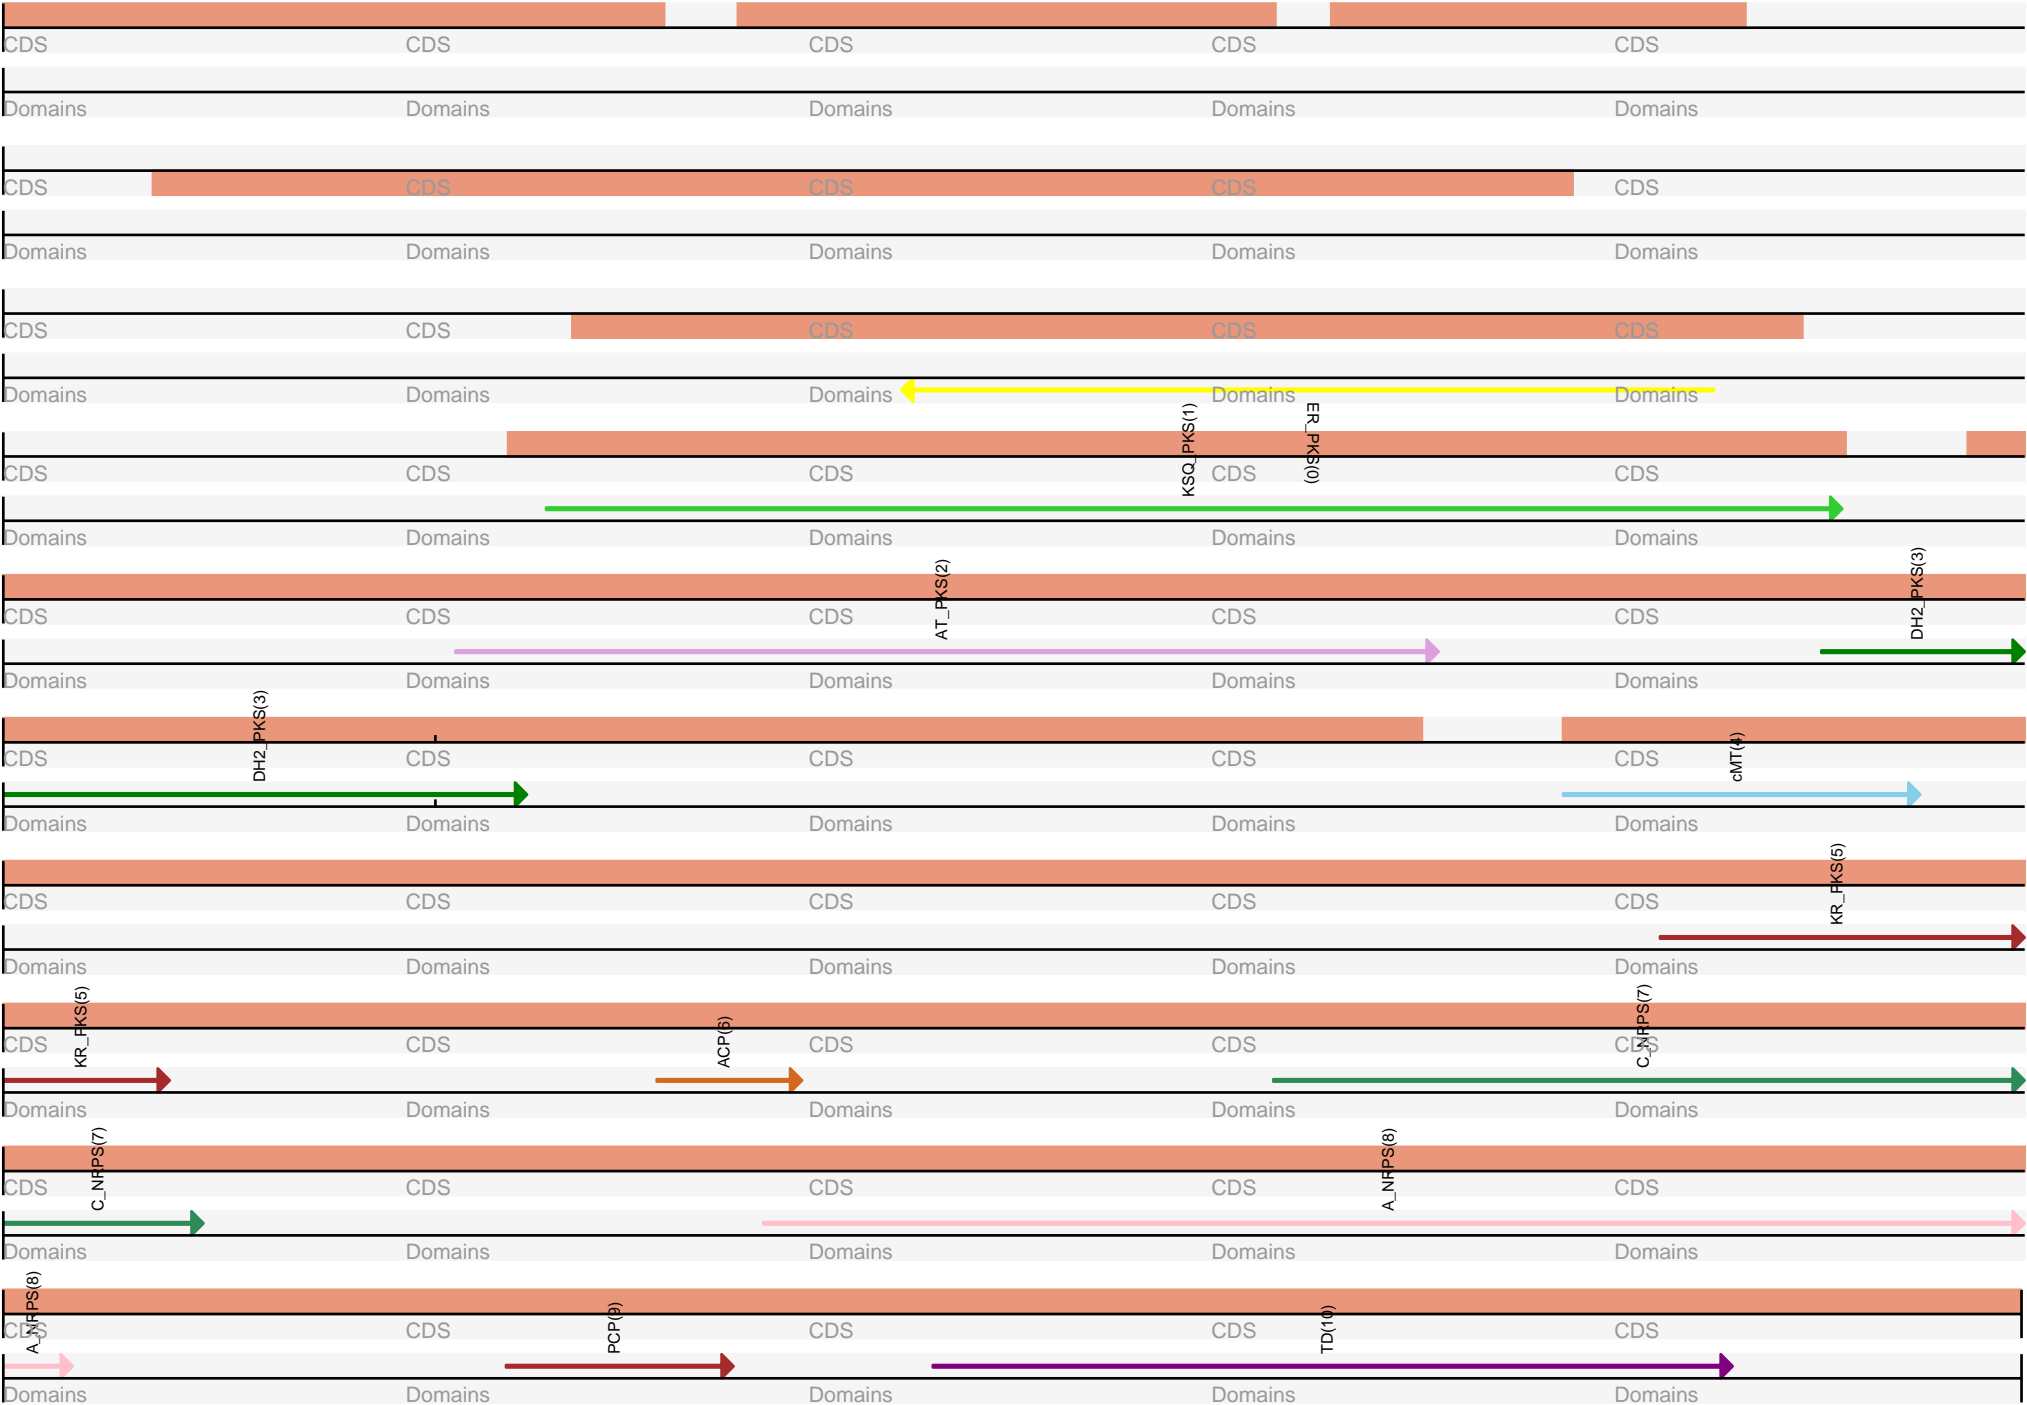 CDS CDS CDS CDS CDS
Domains Domains Domains Domains Domains
CDS CDS CDS CDS CDS
Domains Domains Domains Domains Domains
CDS CDS CDS CDS CDS
Domains Domains Domains Domains Domains
KSQ_PKS(1) ER_PKS(0)
CDS CDS CDS CDS CDS
Domains Domains Domains Domains Domains
AT_PKS(2) DH2_PKS(3)
CDS CDS CDS CDS CDS
Domains Domains Domains Domains Domains
DH2_PKS(3) cMT(4)
CDS CDS CDS CDS CDS
Domains Domains Domains Domains Domains
KR_PKS(5)
CDS CDS CDS CDS CDS
Domains Domains Domains Domains Domains
KR_PKS(5) ACP(6) C_NRPS(7)
CDS CDS CDS CDS CDS
Domains Domains Domains Domains Domains
C_NRPS(7) A_NRPS(8)
CDS CDS CDS CDS CDS
Domains Domains Domains Domains Domains
A_NRPS(8) PCP(9) TD(10)
CDS CDS CDS CDS CDS
Domains Domains Domains Domains Domains